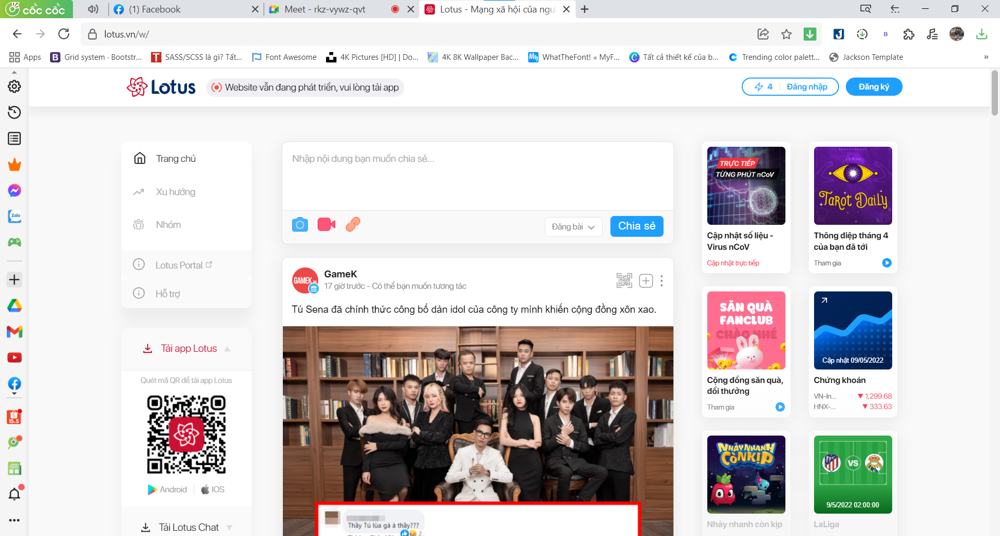 cốc cốc
(1) Facebook
Meet - rkz-vywz-qvt
Lotus - Mạng xã hội của ngư
lotus.vn/w/
Apps
Grid system · Bootstr...
SASS/SCSS là gì? Tất...
Font Awesome
4K Pictures [HD] | Do...
4K 8K Wallpaper Bac...
WhatTheFont! « MyF...
Tất cả thiết kế của b...
Trending color palett...
Jackson Template
»
Lotus
Website vẫn đang phát triển, vui lòng tải app
4
Đăng nhập
Đăng ký
Zalo
15.5
Trang chủ
Xu hướng
Nhóm
Lotus Portal
Hỗ trợ
Tải app Lotus
Quét mã QR để tải app Lotus
Android
IOS
Tải Lotus Chat
Nhập nội dung bạn muốn chia sẻ...
Đăng bài
Chia sẻ
GAMEK.VN
GameK
17 giờ trước - Có thể bạn muốn tương tác
Tú Sena đã chính thức công bố dàn idol của công ty mình khiến cộng đồng xôn xao.
Thầy Tú lùa gà à thầy???
2
TRỰC TIẾP
TỪNG PHÚT nCoV
Cập nhật số liệu -
Virus nCoV
Cập nhật trực tiếp
Tarot Daily
Thông điệp tháng 4
của bạn đã tới
Tham gia
SĂN QUÀ
FANCLUB
CHÀO NHÉ
Cộng đồng săn quà,
đổi thưởng
Tham gia
Cập nhật 09/05/2022
Chứng khoán
VN-In... ▼ 1,299.68
HNX-... ▼ 333.63
NHẢY NHANH
CÒN KỊP
Nhảy nhanh còn kịp
VS
9/5/2022 02:00:00
LaLiga